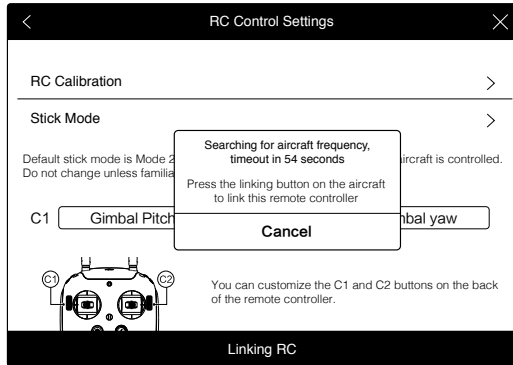 RC Control Settings
RC Calibration
Stick Mode
Searching for aircraft frequency,
timeout in 54 seconds
Press the linking button on the aircraft
to link this remote controller
Cancel
Default stick mode is Mode 2 ircraft is controlled.
Do not change unless familia
C1 Gimbal Pitch bal yaw
C1 C2
You can customize the C1 and C2 buttons on the back
of the remote controller.
Linking RC